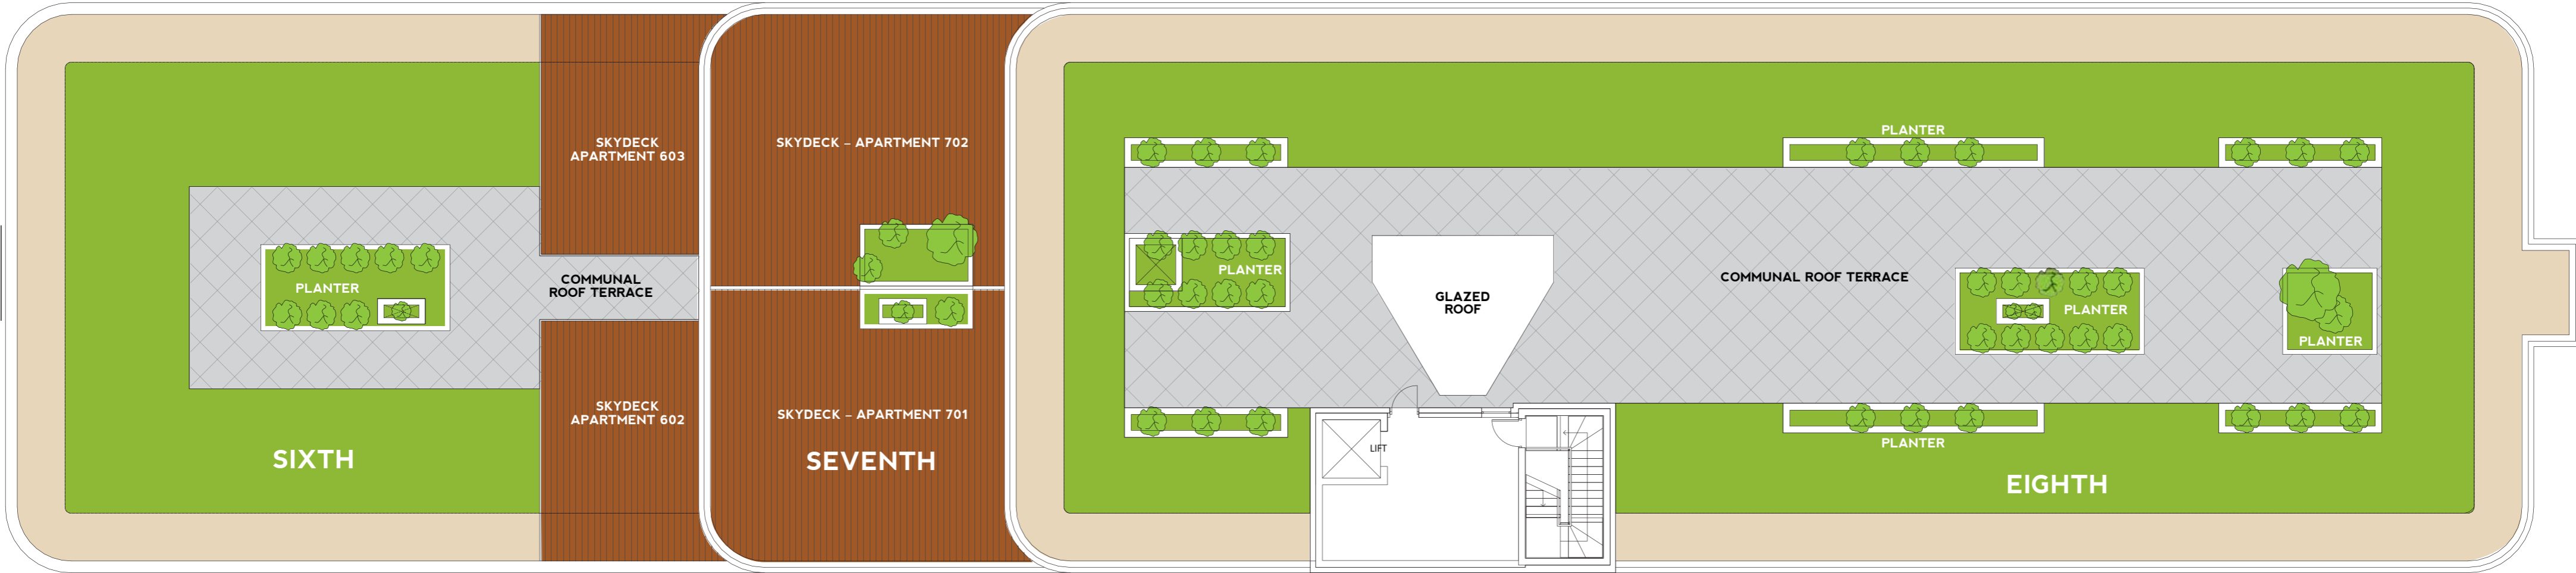 SKYDECK
APARTMENT 603
COMMUNAL
ROOF TERRACE
PLANTER
SKYDECK
APARTMENT 602
SIXTH
SKYDECK – APARTMENT 702
SKYDECK – APARTMENT 701
SEVENTH
PLANTER
PLANTER
GLAZED
ROOF
COMMUNAL ROOF TERRACE
PLANTER
PLANTER
LIFT
PLANTER
EIGHTH